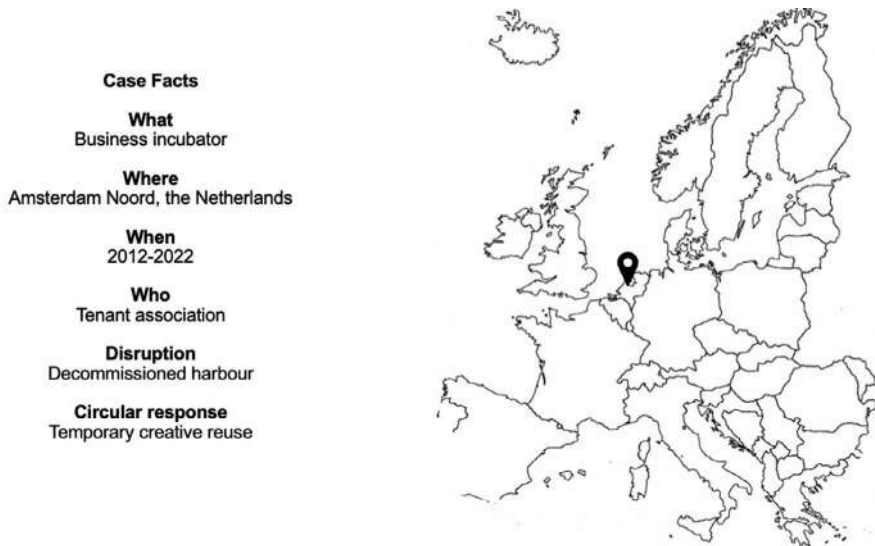 Case Facts
What
Business incubator
Where
Amsterdam Noord, the Netherlands
When
2012-2022
Who
Tenant association
Disruption
Decommissioned harbour
Circular response
Temporary creative reuse